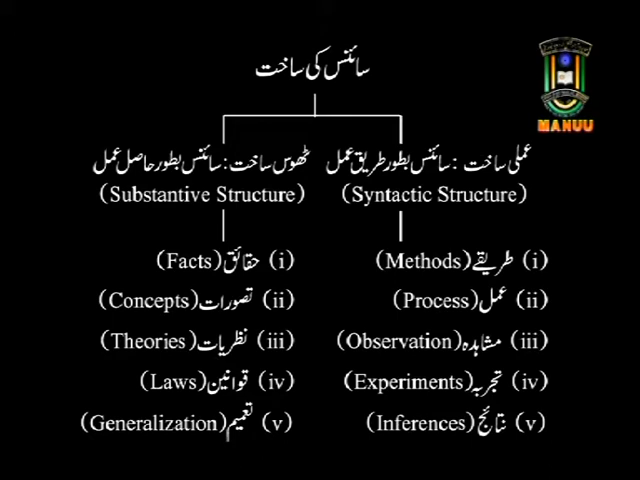 سائنس کی ساخت
MANUU
عملی ساخت : سائنس بطور طریق عمل
(Syntactic Structure)
(i) طریقے (Methods)
(ii) عمل (Process)
(iii) مشاہدہ (Observation)
(iv) تجربہ (Experiments)
(v) نتائج (Inferences)
ٹھوس ساخت : سائنس بطور حاصل عمل
(Substantive Structure)
(i) حقائق (Facts)
(ii) تصورات (Concepts)
(iii) نظریات (Theories)
(iv) قوانین (Laws)
(v) تعمیم (Generalization)